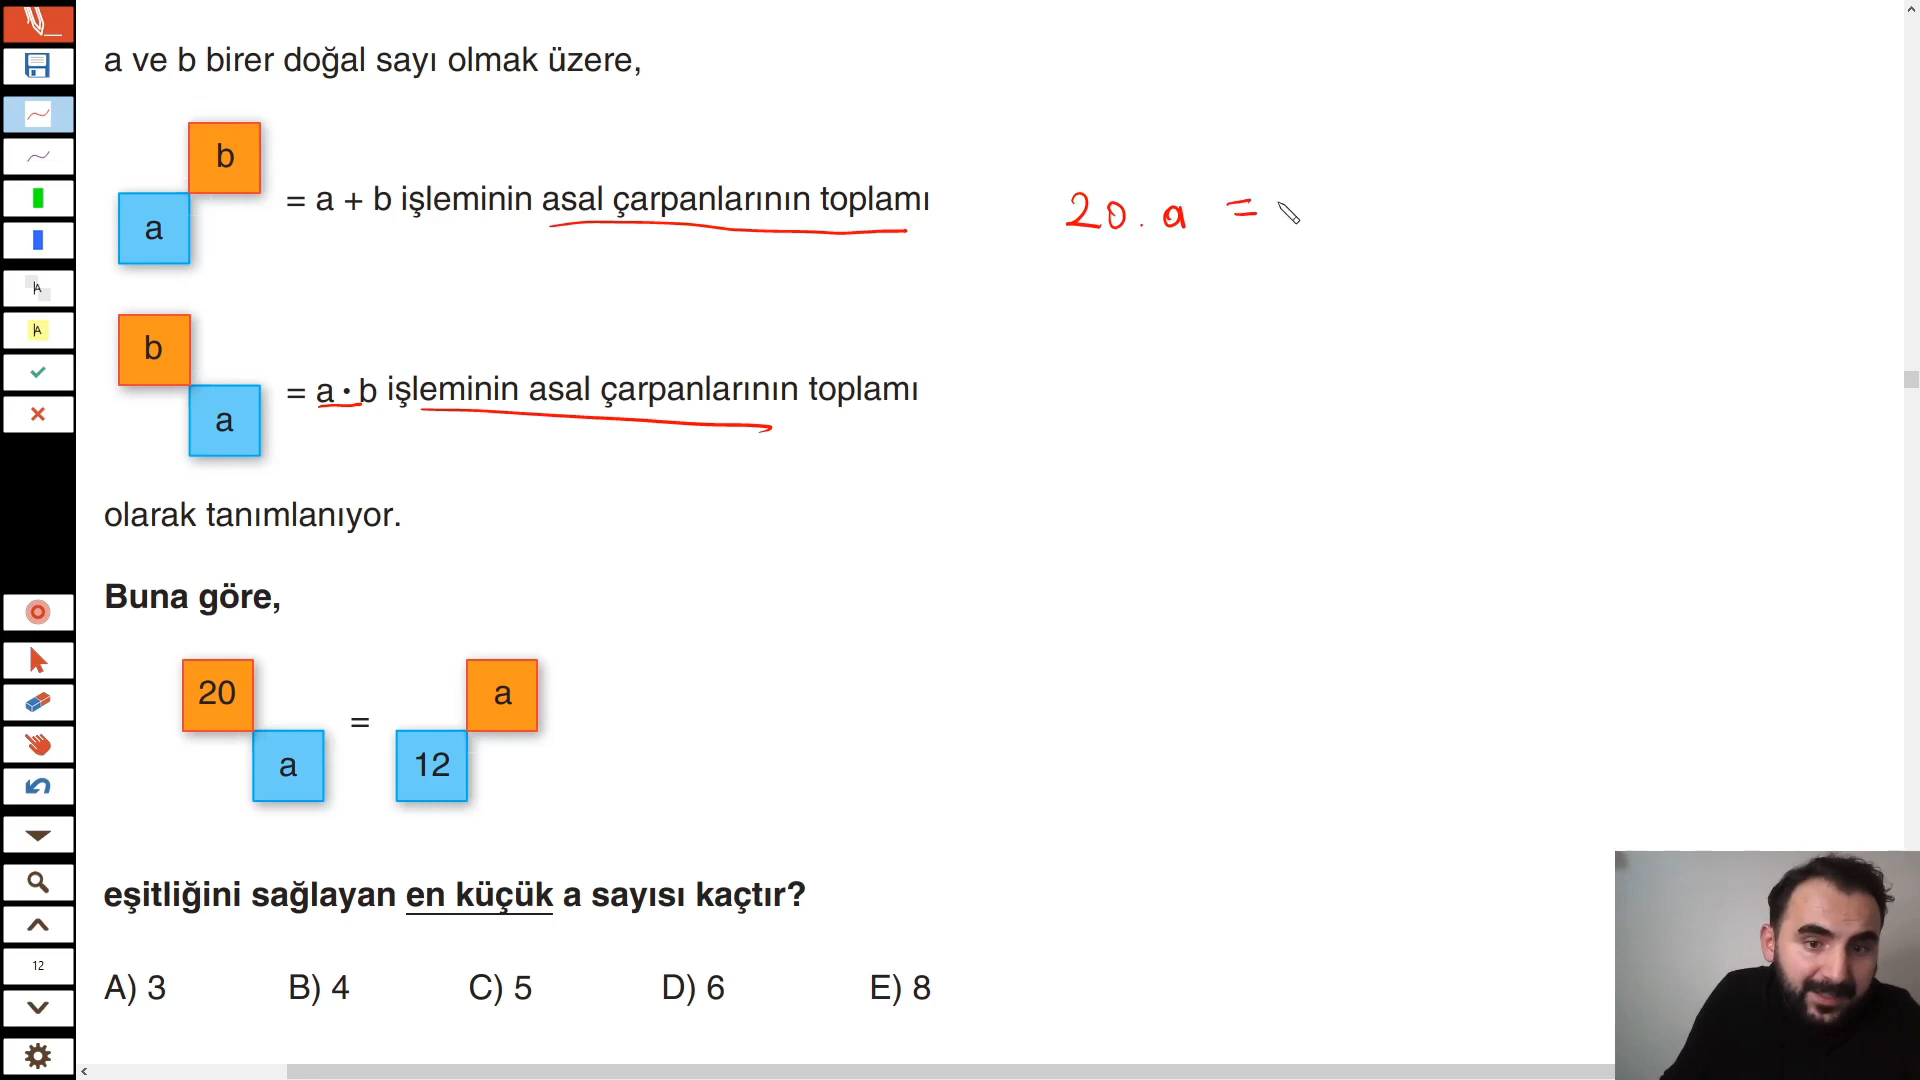 a ve b birer doğal sayı olmak üzere,
b
a
= a + b işleminin asal çarpanlarının toplamı
20. a =
b
a
= a · b işleminin asal çarpanlarının toplamı
olarak tanımlanıyor.
Buna göre,
20
a
=
a
12
eşitliğini sağlayan en küçük a sayısı kaçtır?
A) 3 B) 4 C) 5 D) 6 E) 8
A
A
12